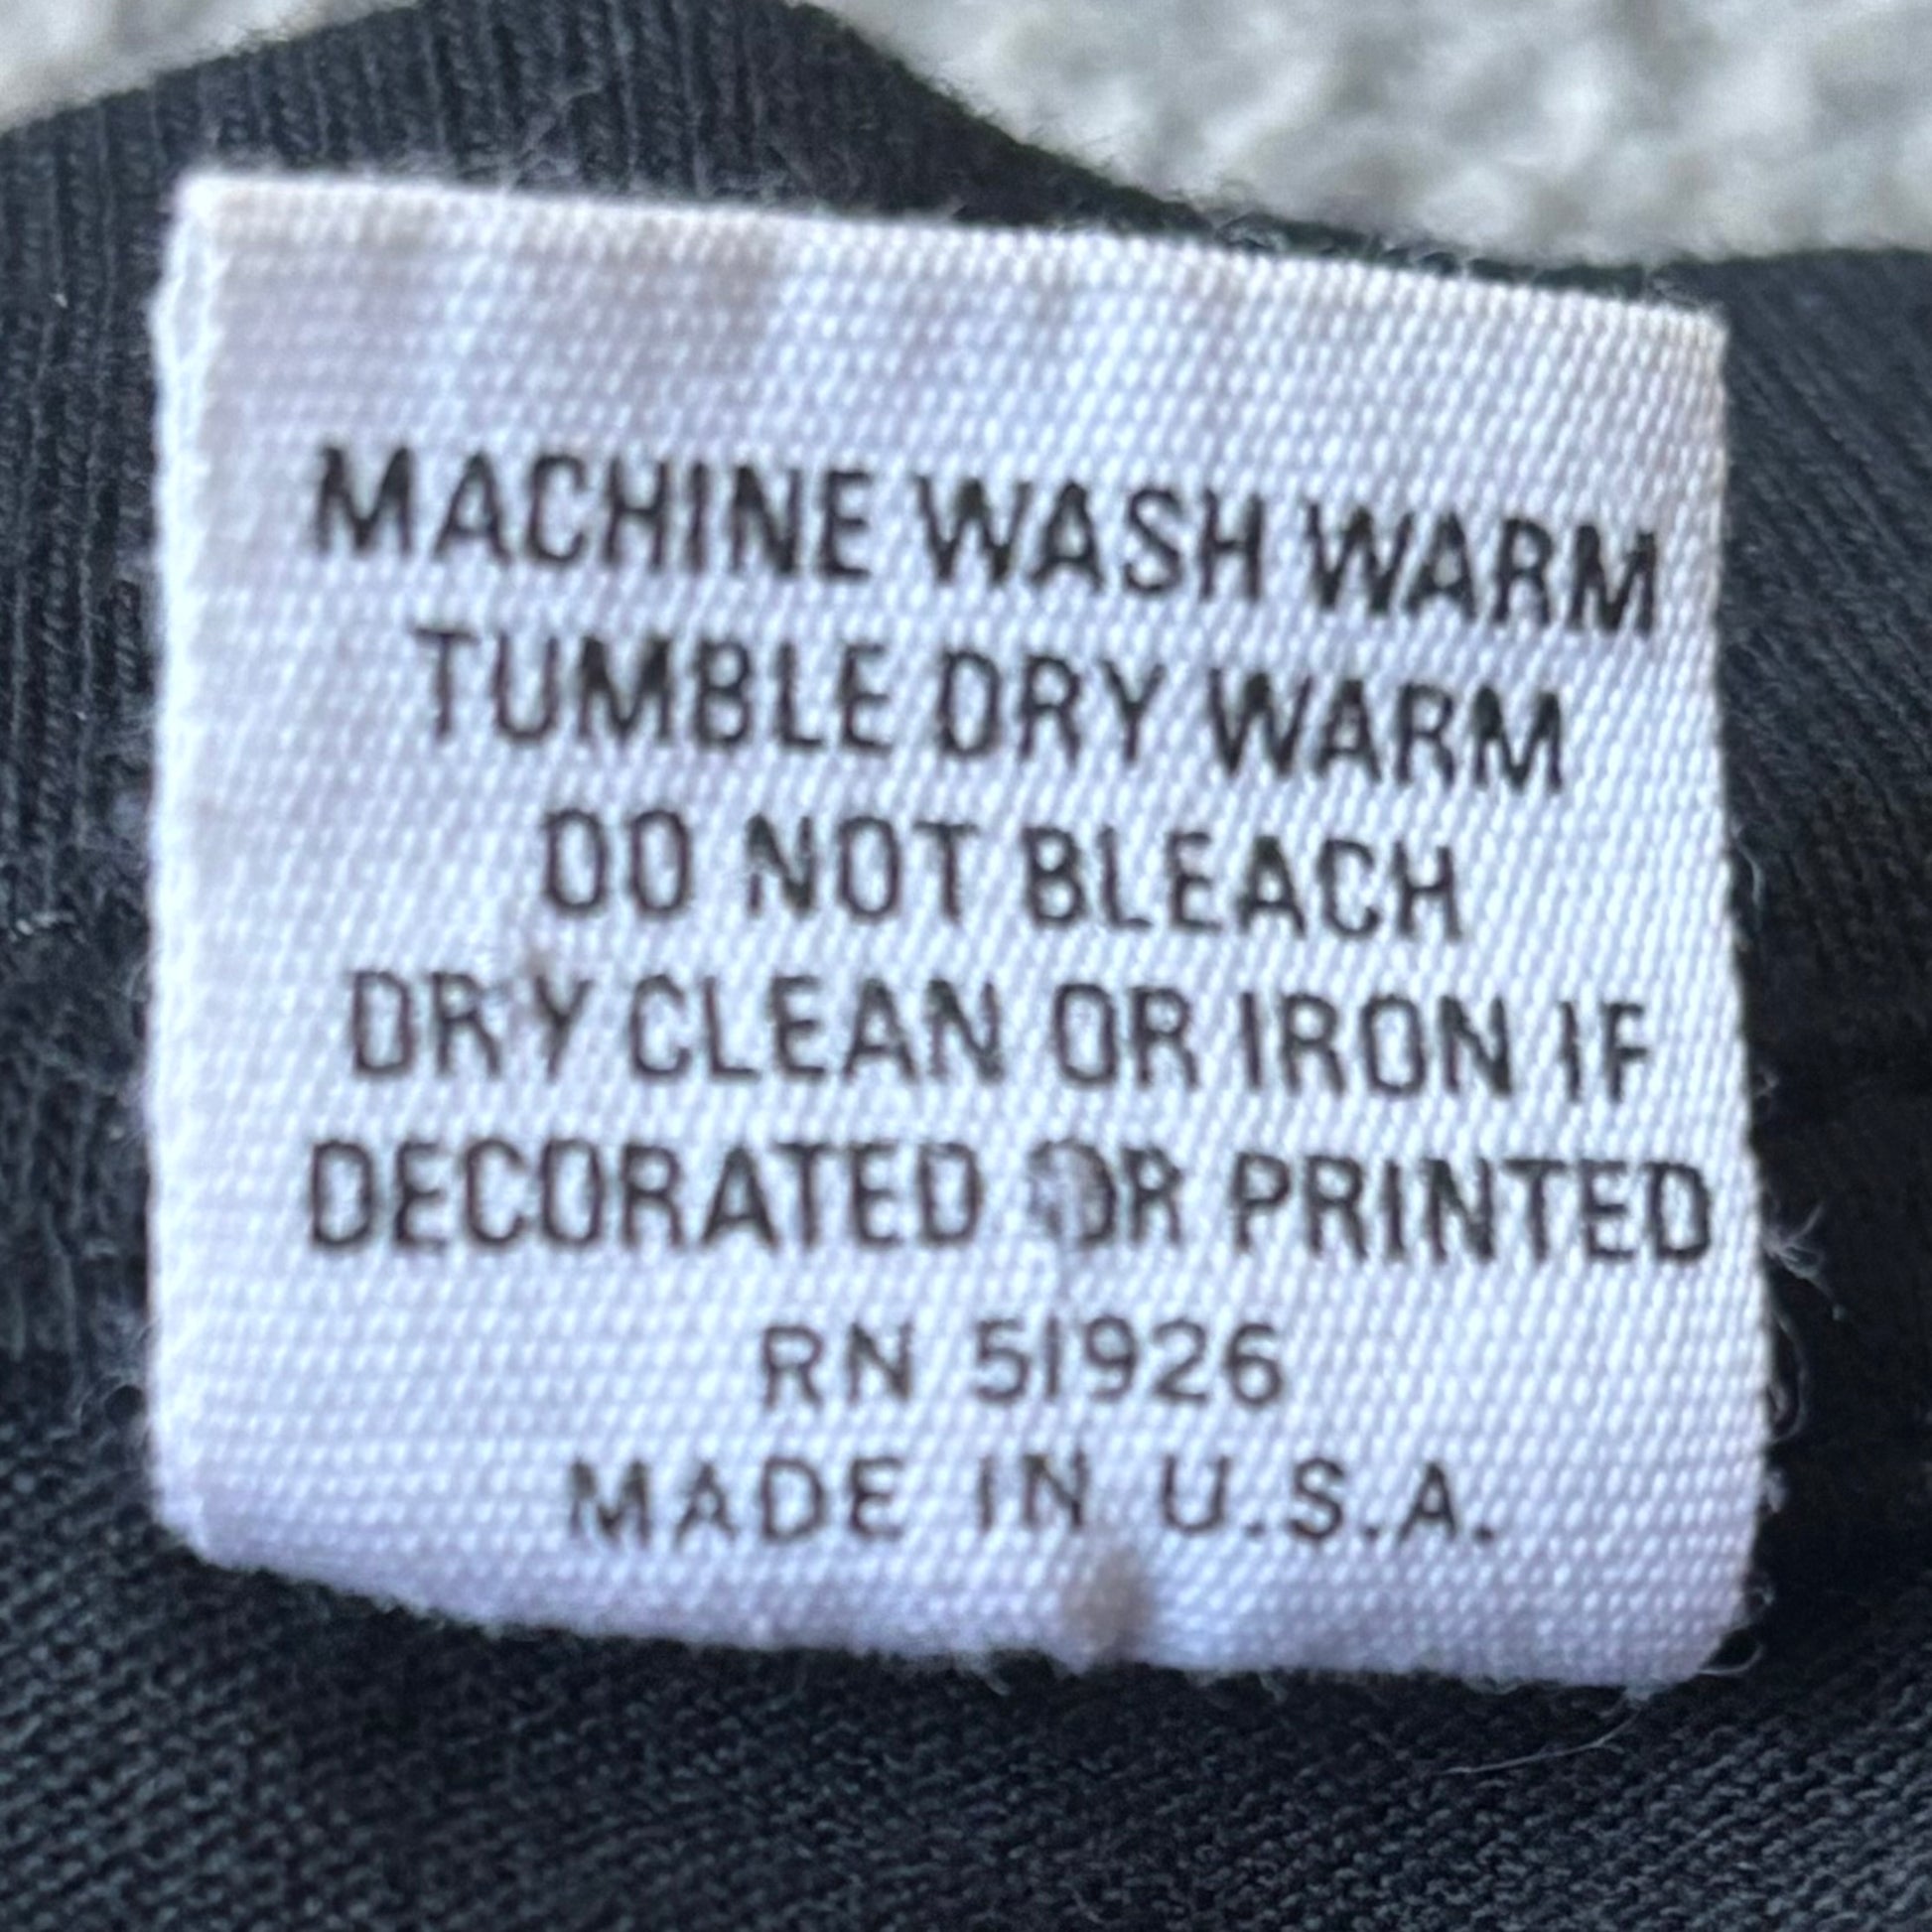 MACHINE WASH WARM
TUMBLE DRY WARM
DO NOT BLEACH
DRY CLEAN OR IRON IF
DECORATED OR PRINTED
RN 51926
MADE IN U.S.A.